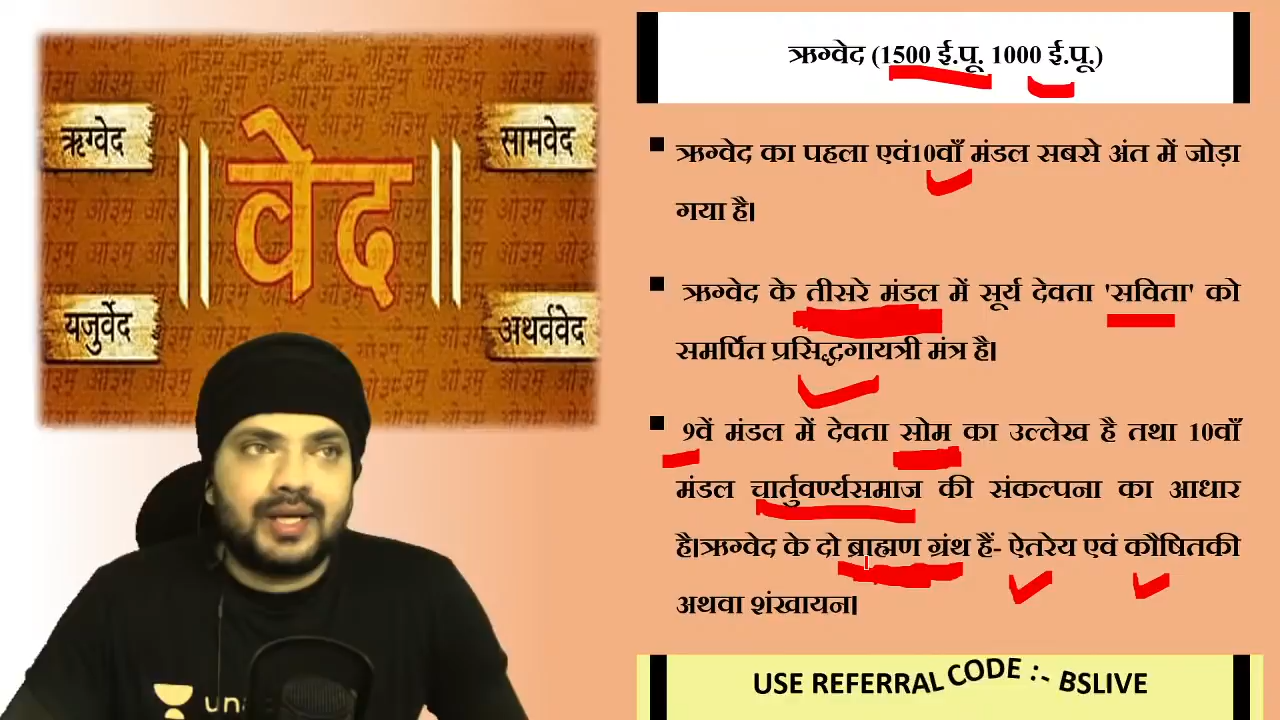 ऋग्वेद
सामवेद
॥ वेद ॥
यजुर्वेद
अथर्ववेद
ऋग्वेद (1500 ई.पू. 1000 ई.पू.)
ऋग्वेद का पहला एवं10वाँ मंडल सबसे अंत में जोड़ा
गया है।
ऋग्वेद के तीसरे मंडल में सूर्य देवता 'सविता' को
समर्पित प्रसिद्धगायत्री मंत्र है।
9वें मंडल में देवता सोम का उल्लेख है तथा 10वाँ
मंडल चार्तुवर्ण्यसमाज की संकल्पना का आधार
है।ऋग्वेद के दो ब्राह्मण ग्रंथ हैं- ऐतरेय एवं कौषितकी
अथवा शंखायन।
USE REFERRAL CODE :- BSLIVE